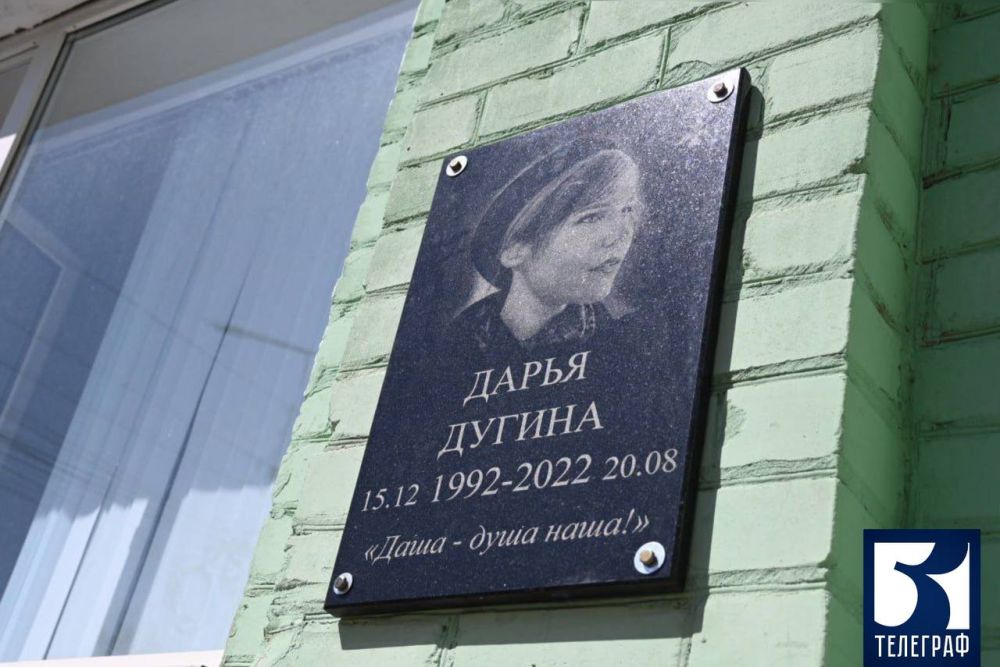 ДАРЬЯ
ДУГИНА
15.12 1992-2022 20.08
«Даша - душа наша!»
51
ТЕЛЕГРАФ